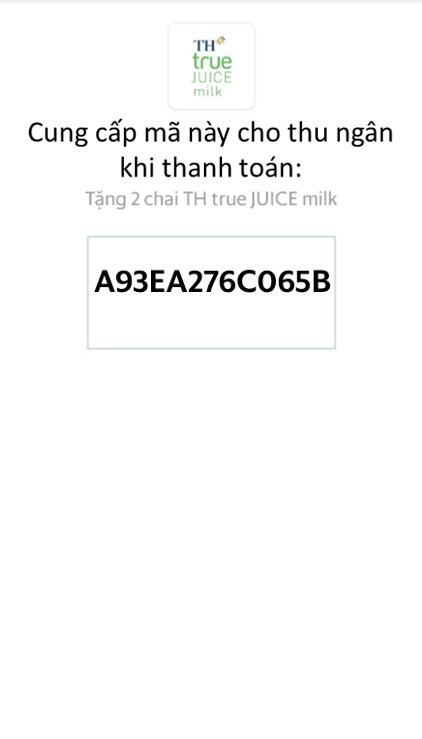 TH
true
JUICE
milk
Cung cấp mã này cho thu ngân
khi thanh toán:
Tặng 2 chai TH true JUICE milk
A93EA276C065B